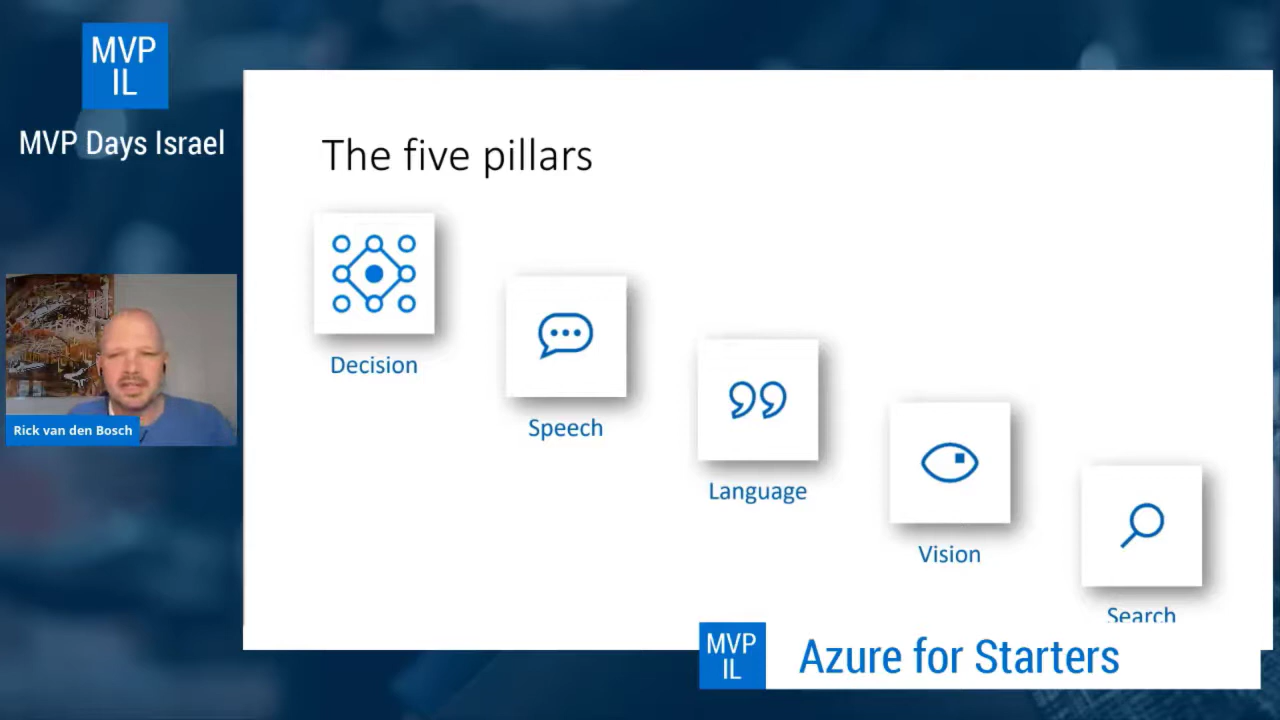 MVP
IL
MVP Days Israel
The five pillars
Decision
Speech
Language
Vision
Search
Rick van den Bosch
MVP
IL
Azure for Starters